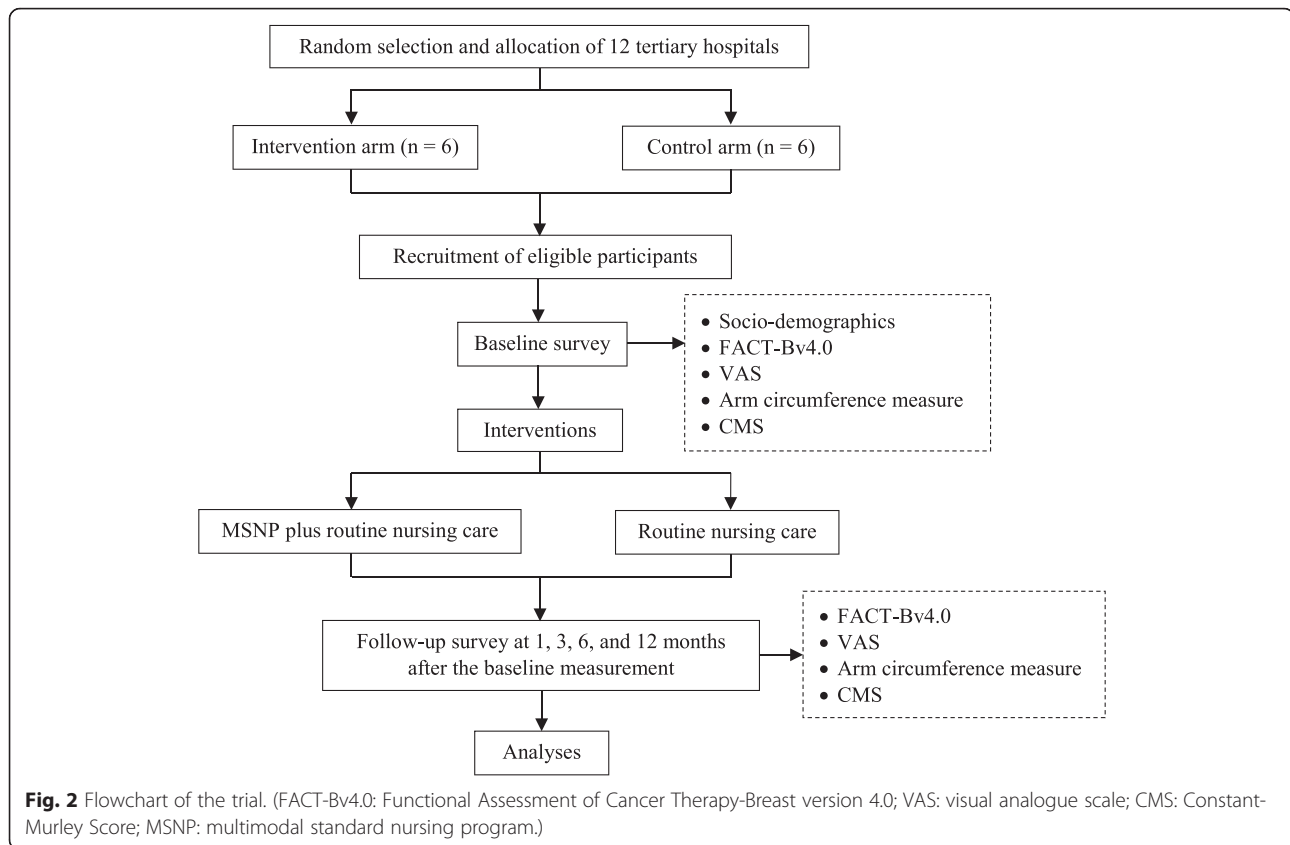 Random selection and allocation of 12 tertiary hospitals
Intervention arm (n = 6)
Control arm (n = 6)
Recruitment of eligible participants
Baseline survey
• Socio-demographics
• FACT-Bv4.0
• VAS
• Arm circumference measure
• CMS
Interventions
MSNP plus routine nursing care
Routine nursing care
Follow-up survey at 1, 3, 6, and 12 months
after the baseline measurement
• FACT-Bv4.0
• VAS
• Arm circumference measure
• CMS
Analyses
Fig. 2 Flowchart of the trial. (FACT-Bv4.0: Functional Assessment of Cancer Therapy-Breast version 4.0; VAS: visual analogue scale; CMS: Constant-
Murley Score; MSNP: multimodal standard nursing program.)